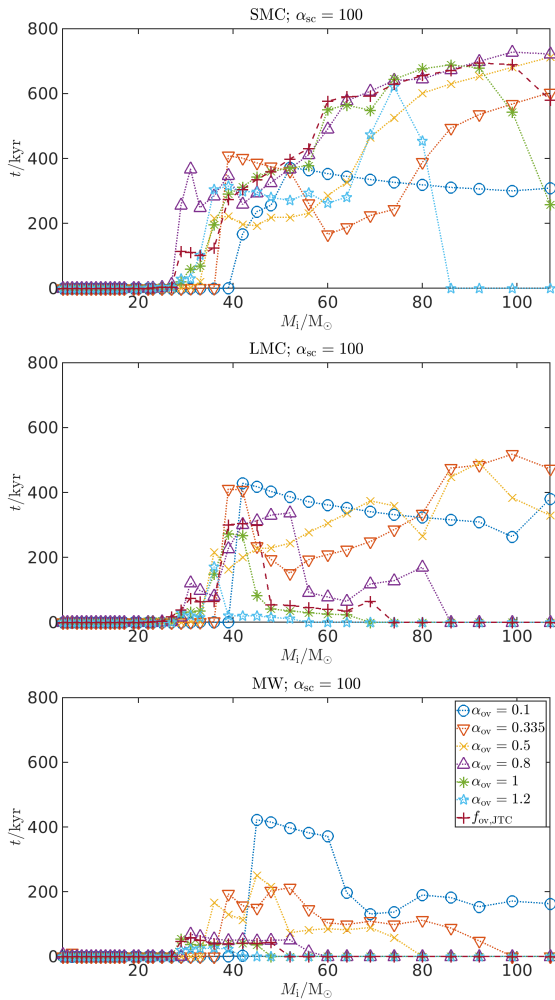 SMC; α_sc = 100
800
600
400
200
0
t/kyr
20 40 60 80 100
M_i/M_⊙
LMC; α_sc = 100
800
600
400
200
0
t/kyr
20 40 60 80 100
M_i/M_⊙
MW; α_sc = 100
800
600
400
200
0
t/kyr
α_ov = 0.1
α_ov = 0.335
α_ov = 0.5
α_ov = 0.8
α_ov = 1
α_ov = 1.2
f_ov,JTC
20 40 60 80 100
M_i/M_⊙